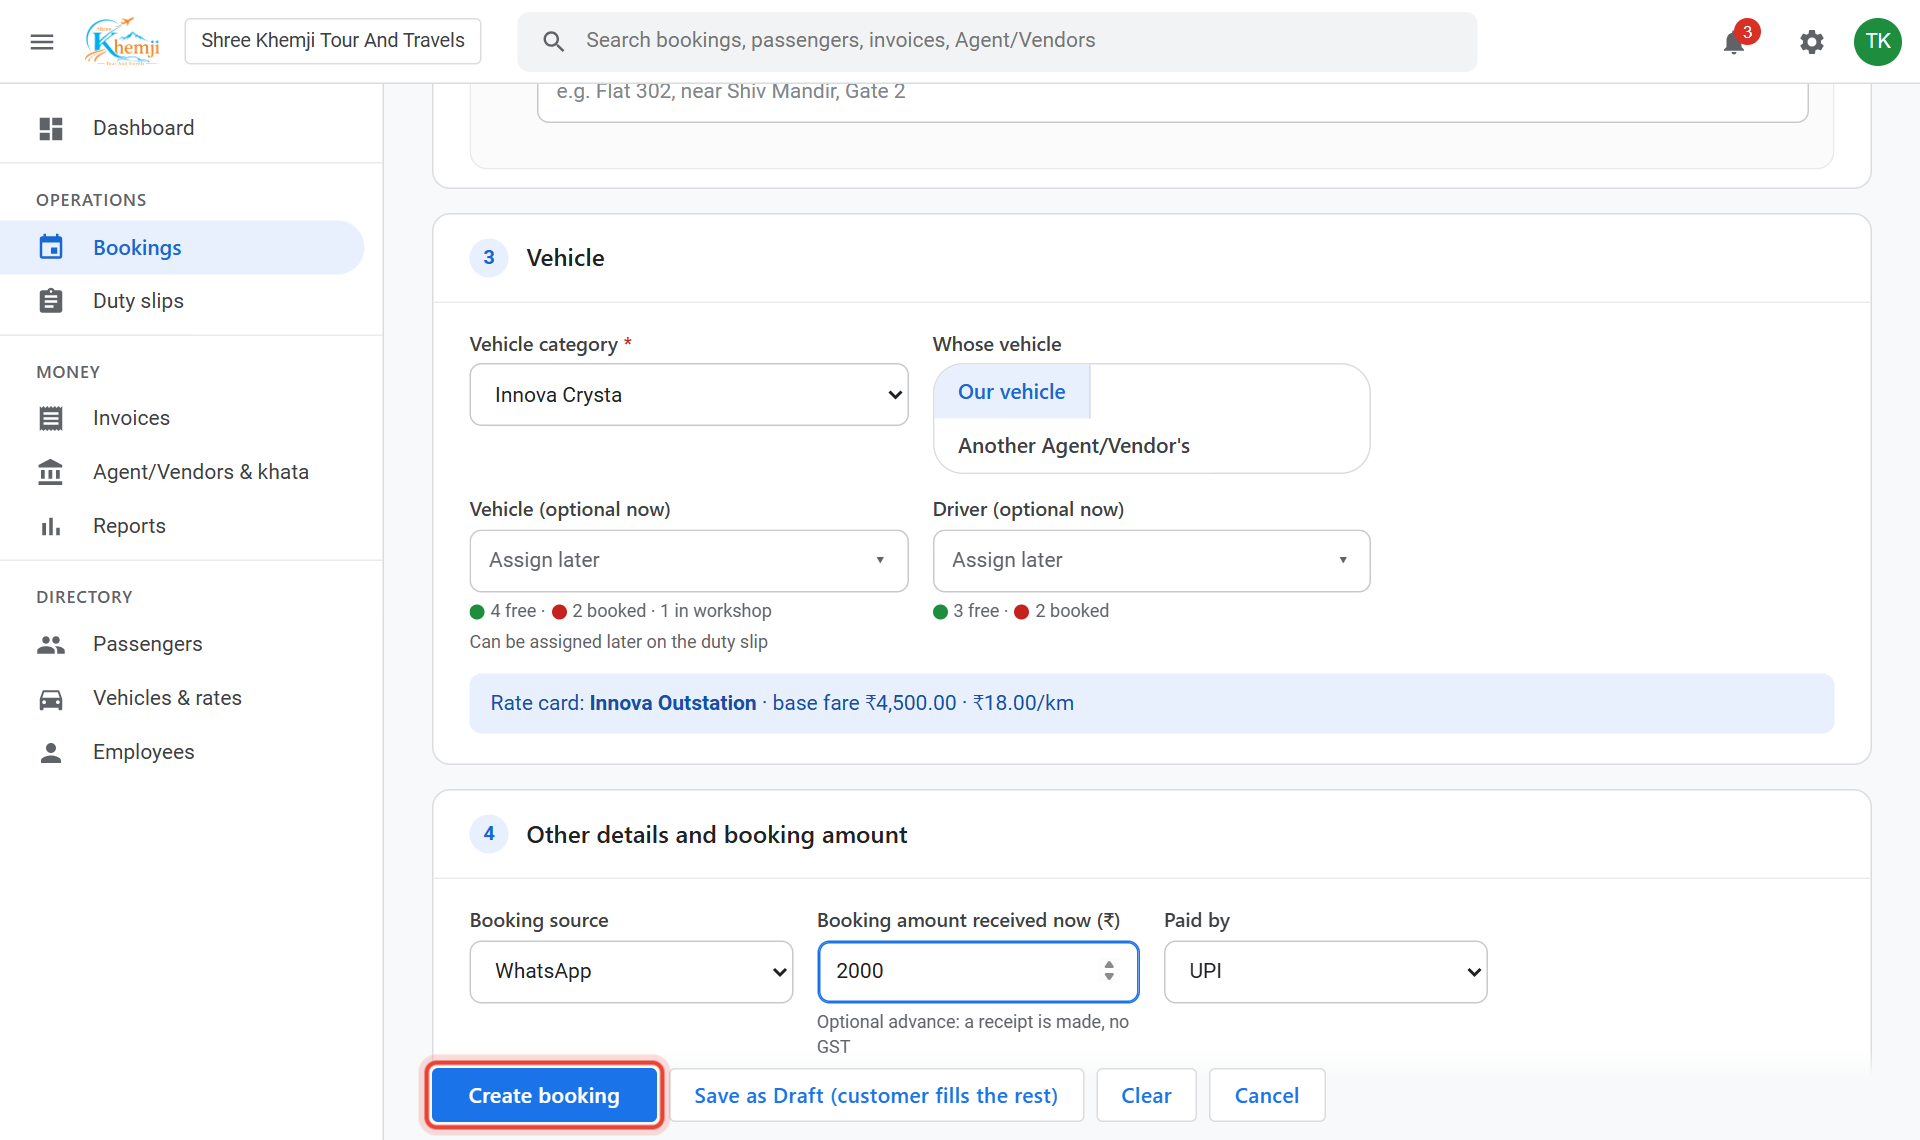 Khemji
Shree Khemji Tour And Travels
Search bookings, passengers, invoices, Agent/Vendors
3
TK
Dashboard
OPERATIONS
Bookings
Duty slips
MONEY
Invoices
Agent/Vendors & khata
Reports
DIRECTORY
Passengers
Vehicles & rates
Employees
e.g. Flat 302, near Shiv Mandir, Gate 2
3 Vehicle
Vehicle category *
Whose vehicle
Innova Crysta
Our vehicle
Another Agent/Vendor's
Vehicle (optional now)
Driver (optional now)
Assign later
Assign later
4 free · 2 booked · 1 in workshop
3 free · 2 booked
Can be assigned later on the duty slip
Rate card: Innova Outstation · base fare ₹4,500.00 · ₹18.00/km
4 Other details and booking amount
Booking source
Booking amount received now (₹)
Paid by
WhatsApp
2000
UPI
Optional advance: a receipt is made, no
GST
Create booking
Save as Draft (customer fills the rest)
Clear
Cancel